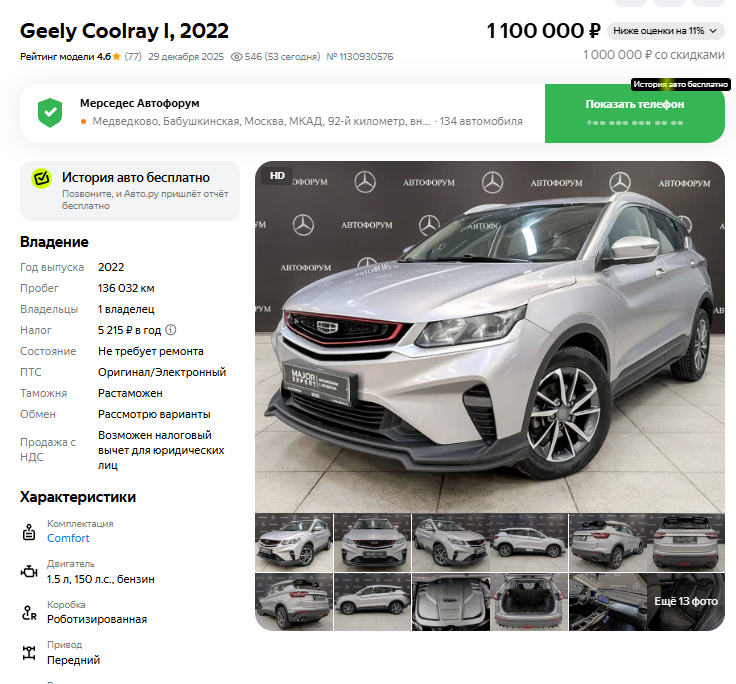 Geely Coolray I, 2022
1 100 000 ₽ Ниже оценки на 11%
Рейтинг модели 4.6 (77) 29 декабря 2025 546 (53 сегодня) № 1130930576
1 000 000 ₽ со скидками
История авто бесплатно
Мерседес Автофорум
Медведково, Бабушкинская, Москва, МКАД, 92-й километр, вн... · 134 автомобиля
Показать телефон
История авто бесплатно
Позвоните, и Авто.ру пришлёт отчёт
бесплатно
HD
АВТОФОРУМ
АВТОФОРУМ
АВТОФОРУМ
АВТОФОРУМ
АВТОФОРУМ
MAJOR
EXPERT
Владение
Год выпуска 2022
Пробег 136 032 км
Владельцы 1 владелец
Налог 5 215 ₽ в год
Состояние Не требует ремонта
ПТС Оригинал/Электронный
Таможня Растаможен
Обмен Рассмотрю варианты
Продажа с НДС Возможен налоговый
вычет для юридических
лиц
Характеристики
Комплектация
Comfort
Двигатель
1.5 л, 150 л.с., бензин
Коробка
Роботизированная
Привод
Передний
Ещё 13 фото